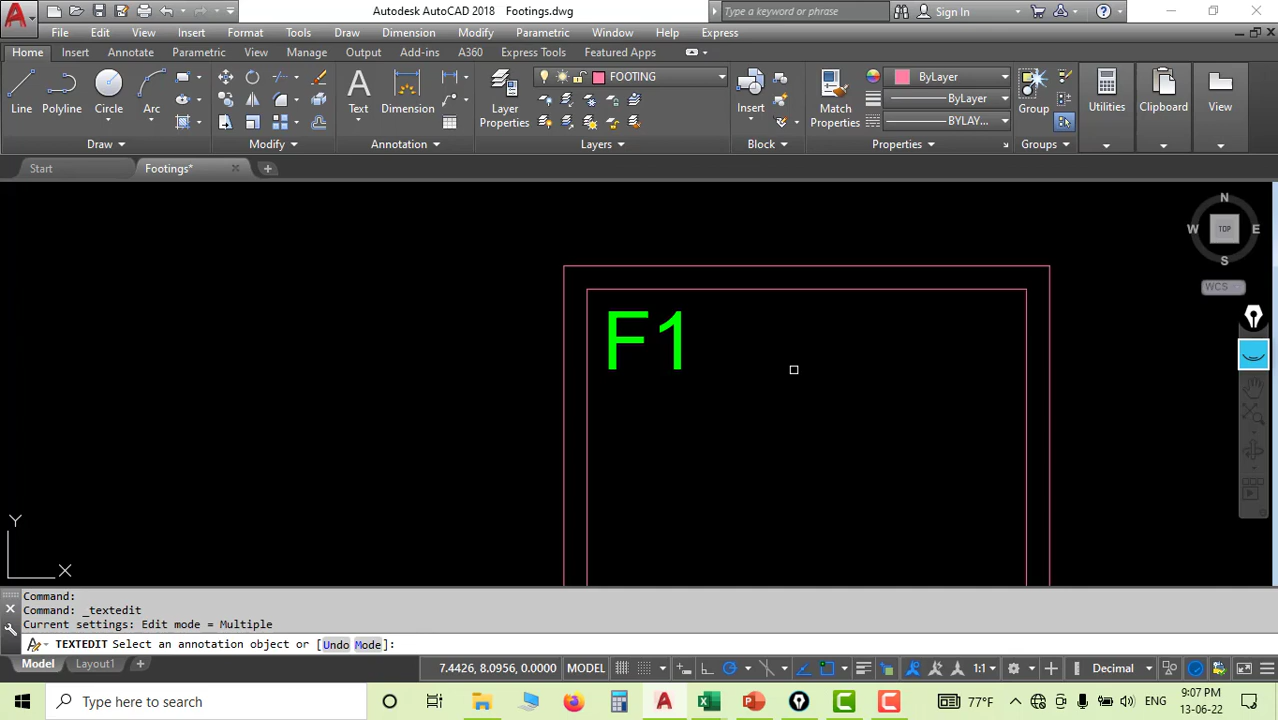 Autodesk AutoCAD 2018 Footings.dwg
Type a keyword or phrase
Sign In
File Edit View Insert Format Tools Draw Dimension Modify Parametric Window Help Express
Home Insert Annotate Parametric View Manage Output Add-ins A360 Express Tools Featured Apps
Line Polyline Circle Arc
Text Dimension
Layer Properties
FOOTING
Insert
Match Properties
ByLayer
ByLayer
BYLAY...
Group
Utilities
Clipboard
View
Draw Modify Annotation Layers Block Properties Groups
Start Footings*
N
W TOP E
S
WCS
F1
Y
X
Command:
Command: _textedit
Current settings: Edit mode = Multiple
TEXTEDIT Select an annotation object or [Undo Mode]:
Model Layout1
7.4426, 8.0956, 0.0000 MODEL
1:1
Decimal
Type here to search
77°F
ENG
9:07 PM
13-06-22